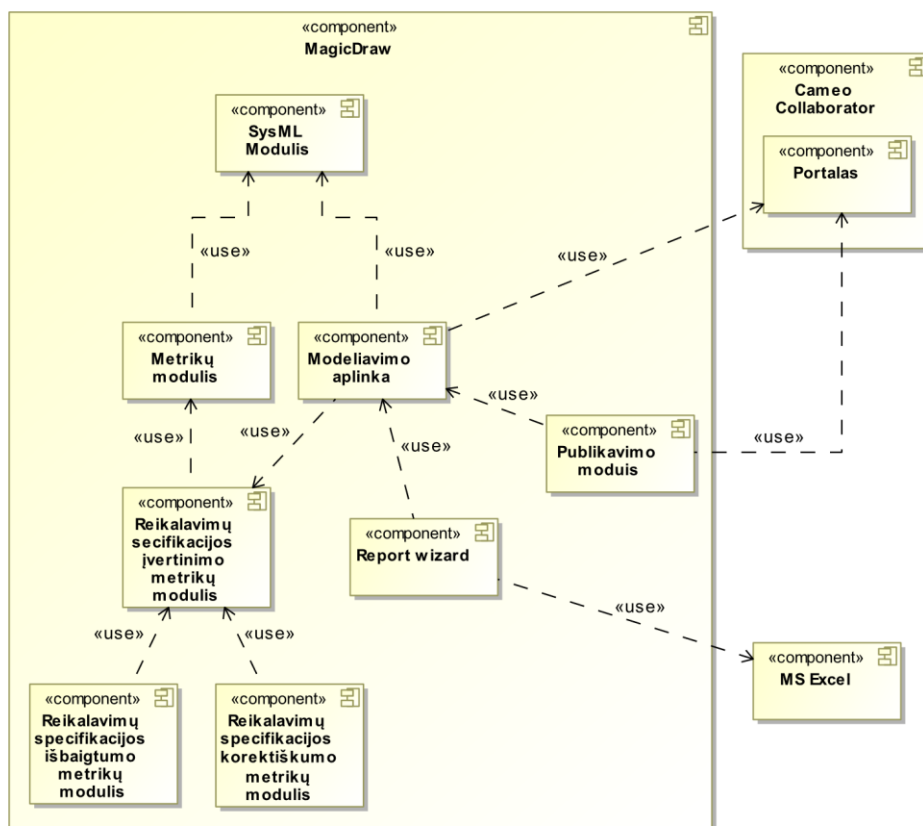 «component»
MagicDraw
«component»
SysML
Modulis
«component»
Cameo
Collaborator
«component»
Portalas
«use»
«use»
«use»
«component»
Metrikų
modulis
«component»
Modeliavimo
aplinka
«use»
«use»
«use»
«use»
«component»
Publikavimo
moduis
«use»
«component»
Reikalavimų
secifikacijos
įvertinimo
metrikų
modulis
«component»
Report wizard
«use»
«use»
«use»
«component»
MS Excel
«component»
Reikalavimų
specifikacijos
išbaigtumo
metrikų
modulis
«component»
Reikalavimų
specifikacijos
korektiškumo
metrikų
modulis